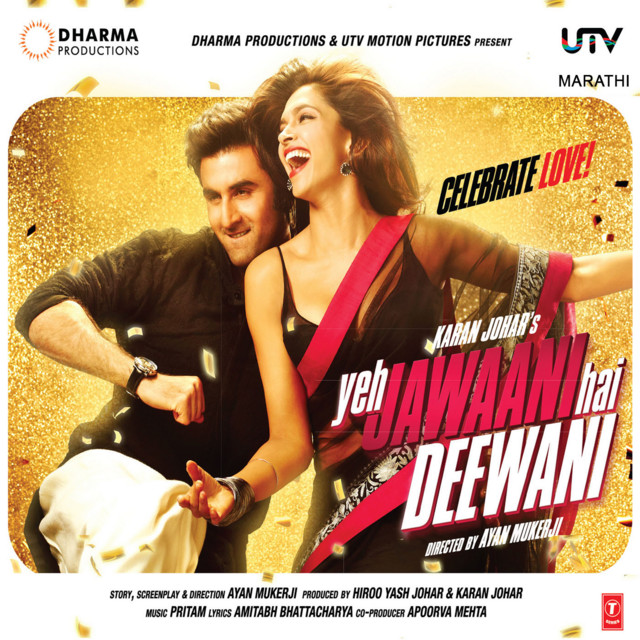 DHARMA
PRODUCTIONS
DHARMA PRODUCTIONS & UTV MOTION PICTURES PRESENT
UTV
MARATHI
CELEBRATE LOVE!
KARAN JOHAR'S
yeh JAWAANI hai
DEEWANI
DIRECTED BY AYAN MUKERJI
STORY, SCREENPLAY & DIRECTION AYAN MUKERJI PRODUCED BY HIROO YASH JOHAR & KARAN JOHAR
MUSIC PRITAM LYRICS AMITABH BHATTACHARYA CO-PRODUCER APOORVA MEHTA
T
SERIES